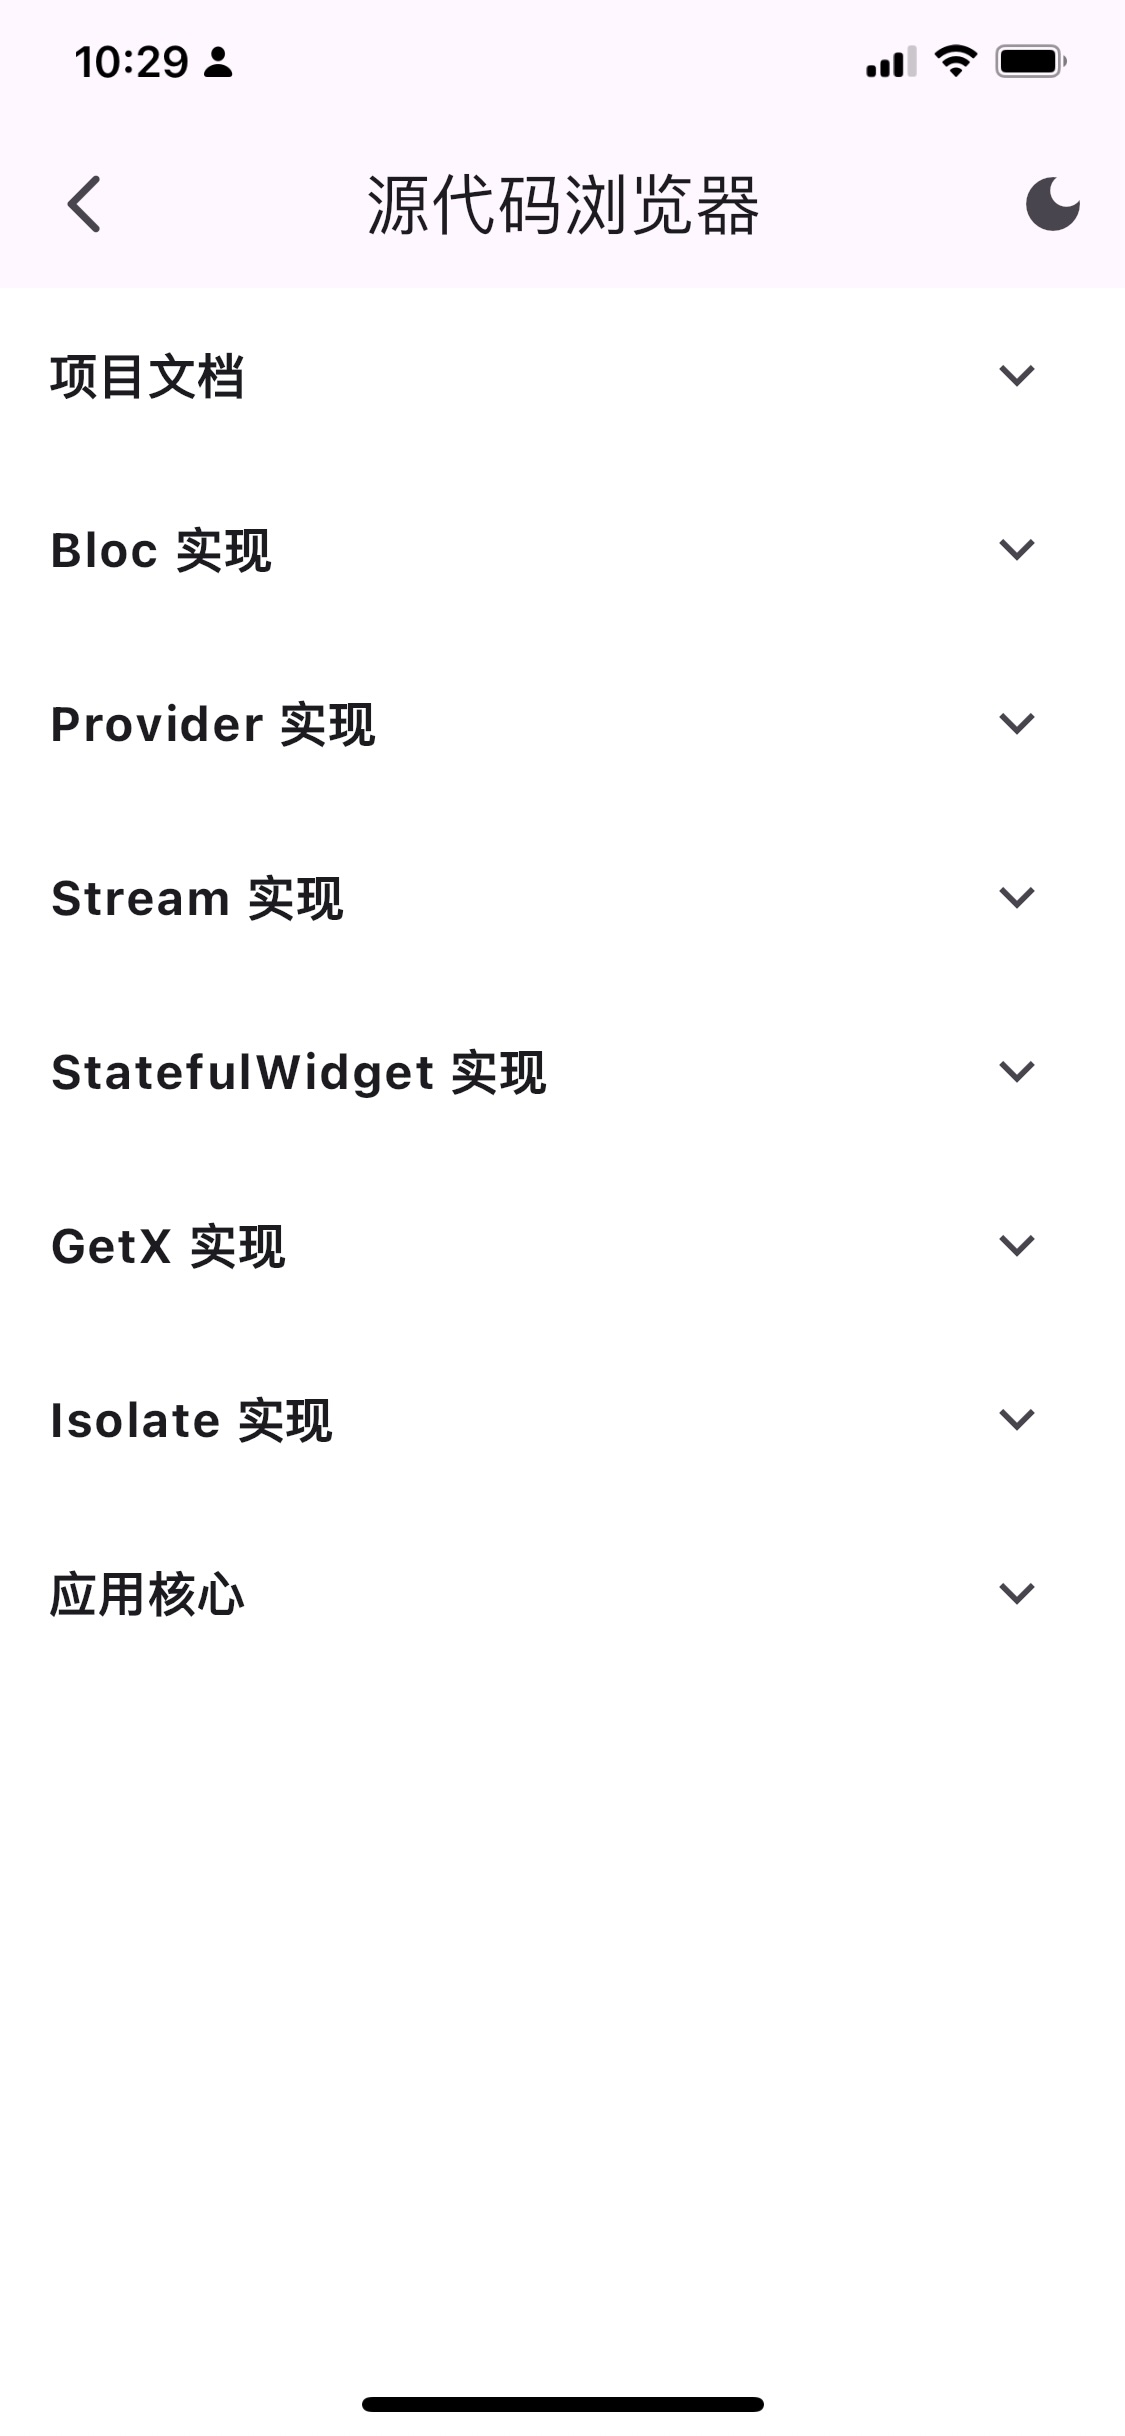 10:29
源代码浏览器
项目文档
Bloc 实现
Provider 实现
Stream 实现
StatefulWidget 实现
GetX 实现
Isolate 实现
应用核心